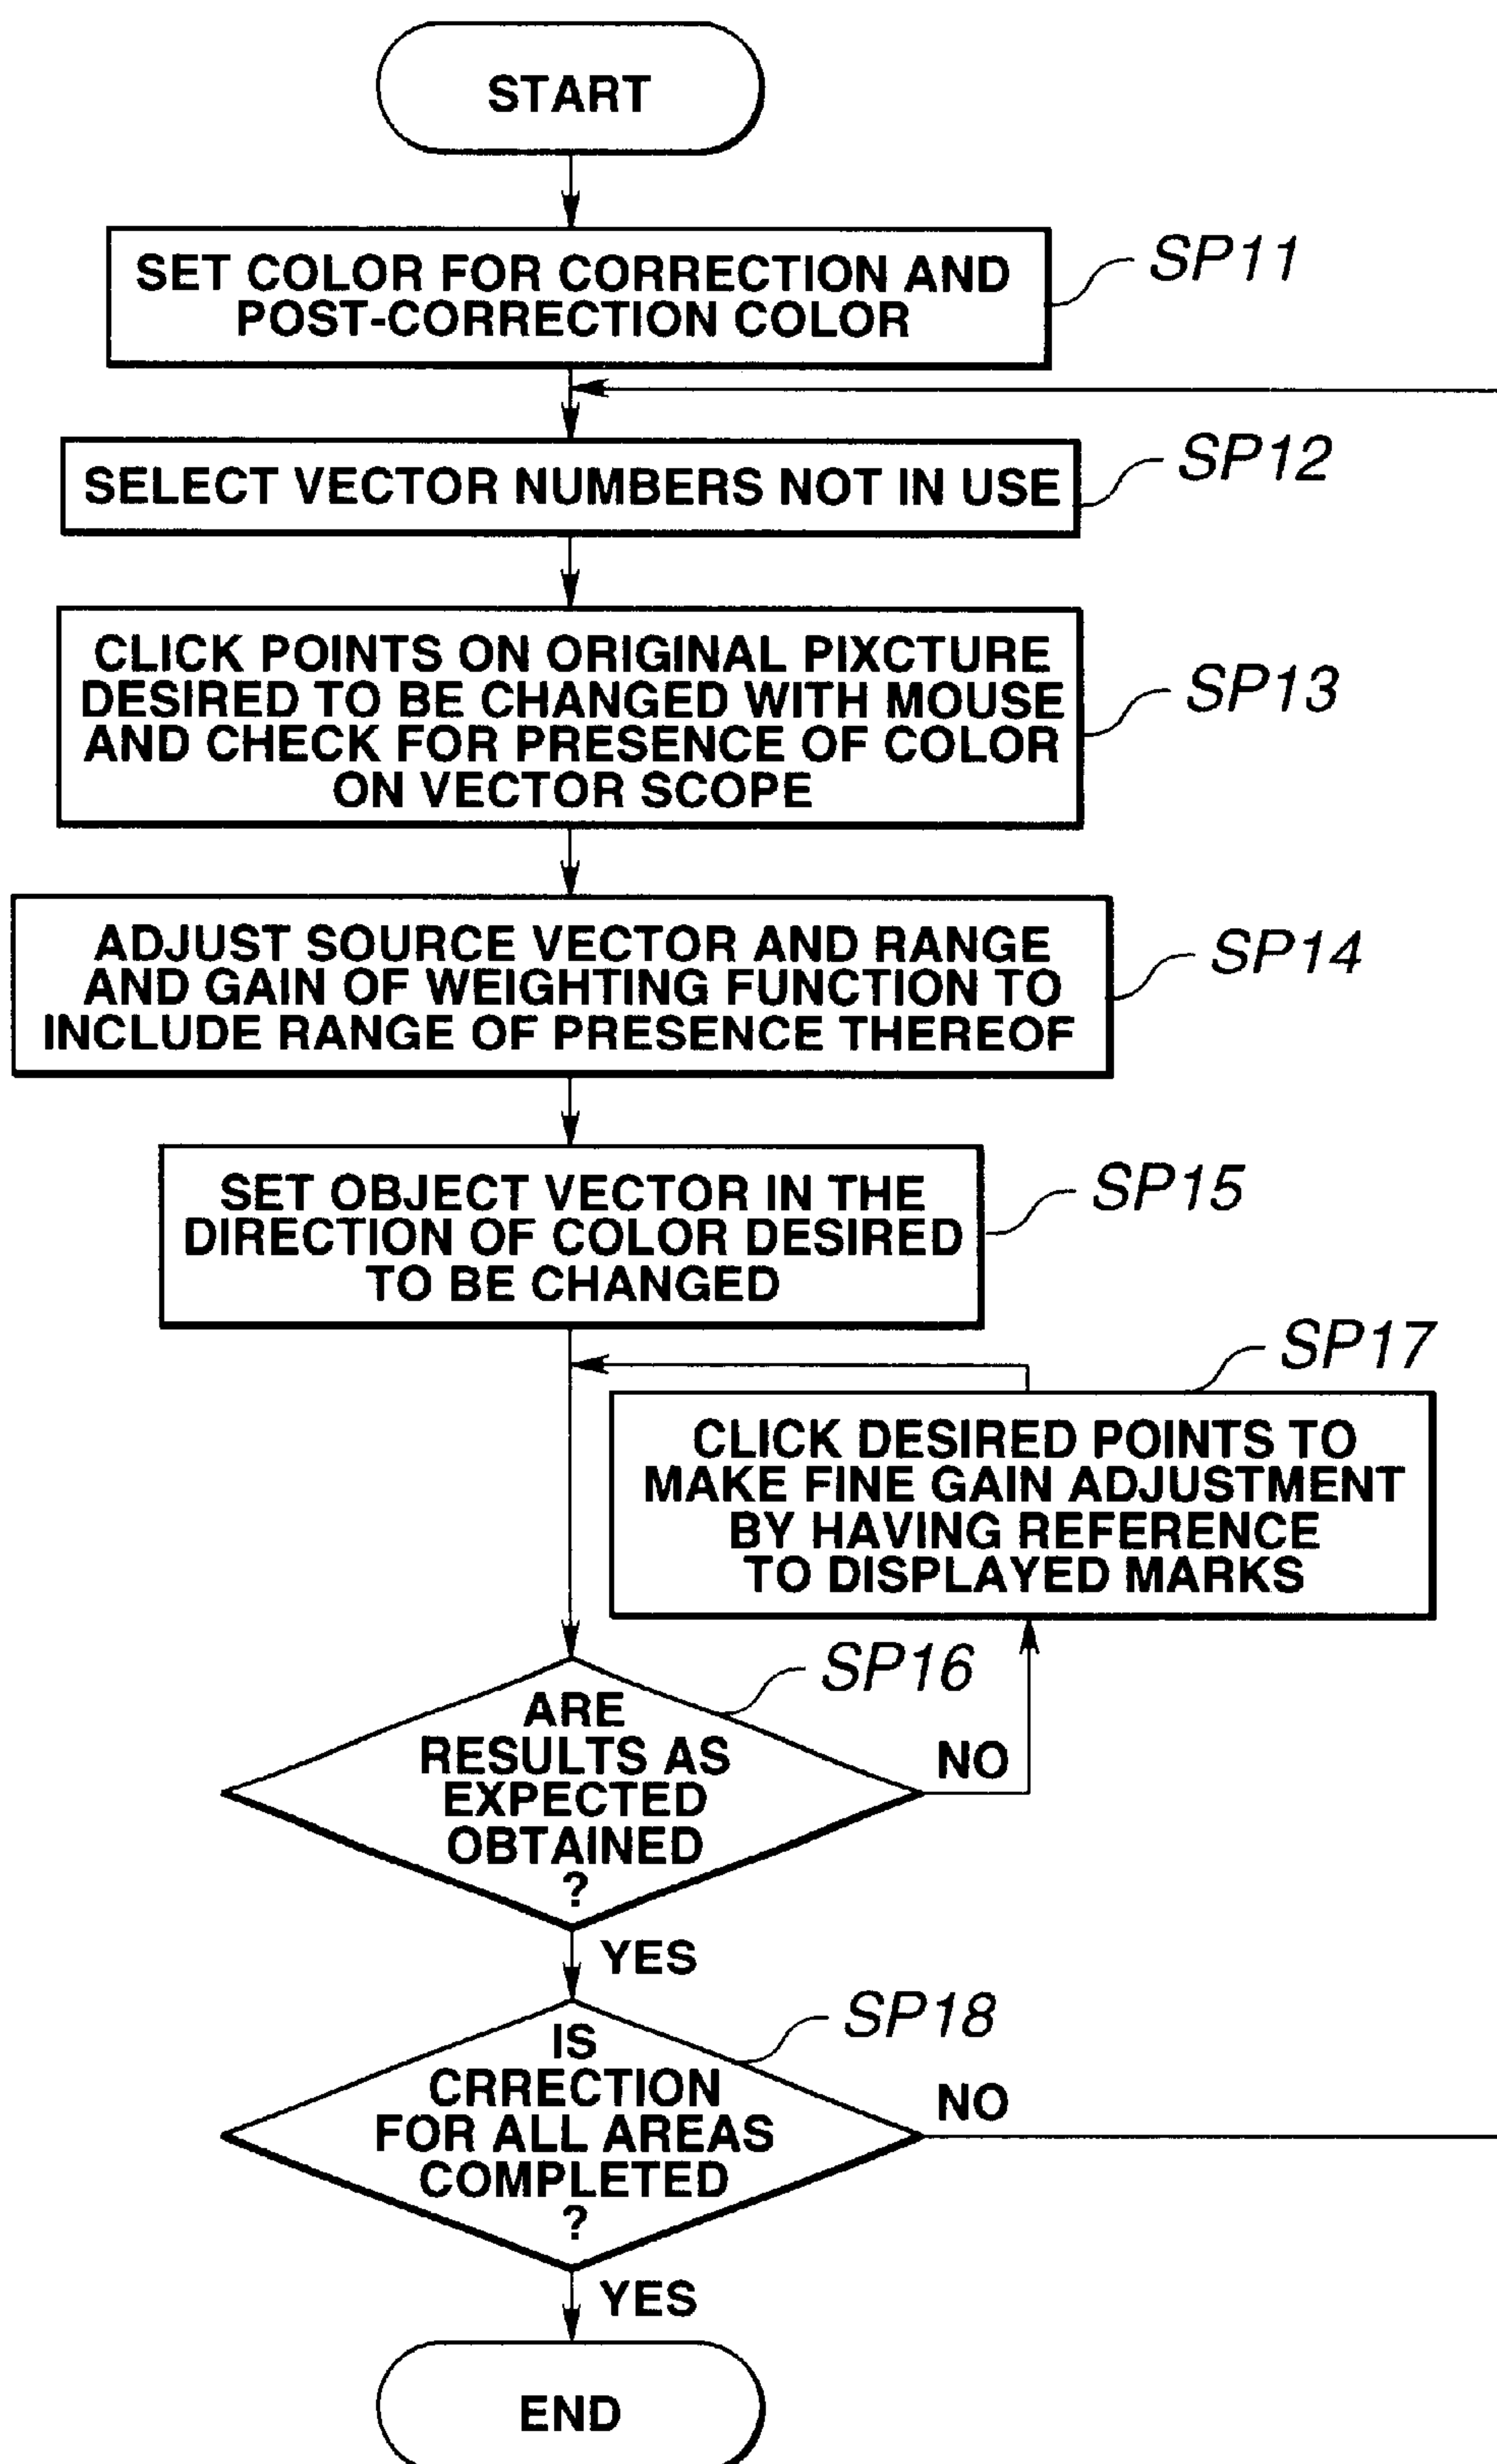 START
SET COLOR FOR CORRECTION AND
POST-CORRECTION COLOR
SP11
SELECT VECTOR NUMBERS NOT IN USE
SP12
CLICK POINTS ON ORIGINAL PIXCTURE
DESIRED TO BE CHANGED WITH MOUSE
AND CHECK FOR PRESENCE OF COLOR
ON VECTOR SCOPE
SP13
ADJUST SOURCE VECTOR AND RANGE
AND GAIN OF WEIGHTING FUNCTION TO
INCLUDE RANGE OF PRESENCE THEREOF
SP14
SET OBJECT VECTOR IN THE
DIRECTION OF COLOR DESIRED
TO BE CHANGED
SP15
SP17
CLICK DESIRED POINTS TO
MAKE FINE GAIN ADJUSTMENT
BY HAVING REFERENCE
TO DISPLAYED MARKS
SP16
ARE
RESULTS AS
EXPECTED
OBTAINED
?
NO
YES
SP18
IS
CRRECTION
FOR ALL AREAS
COMPLETED
?
NO
YES
END